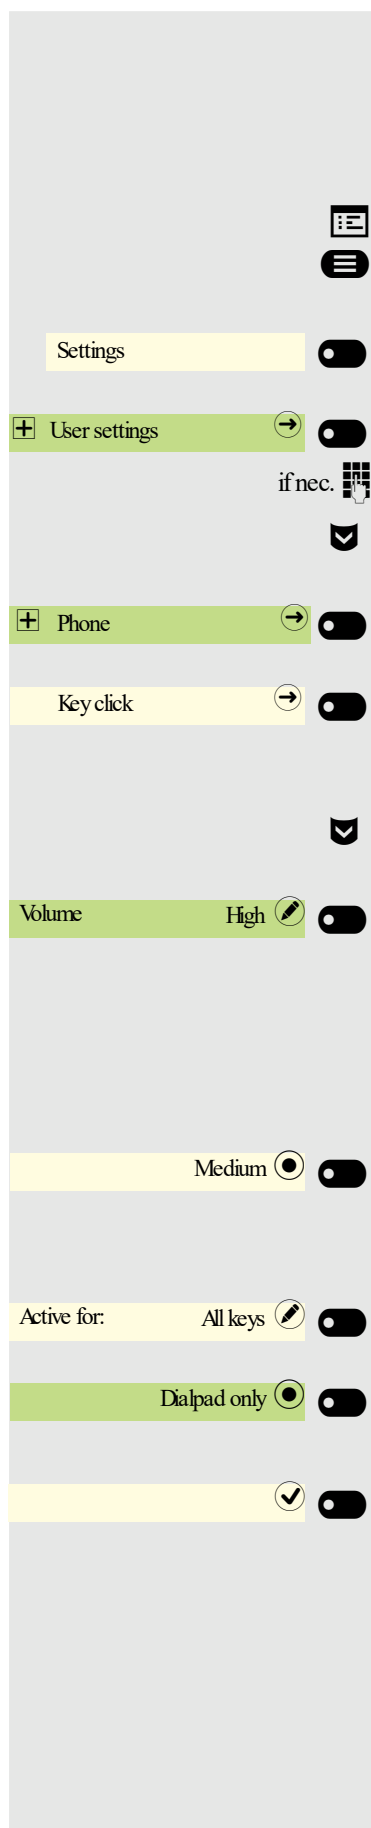 Settings
User settings
if nec.
Phone
Key click
Volume High
Medium
Active for: All keys
Dialpad only